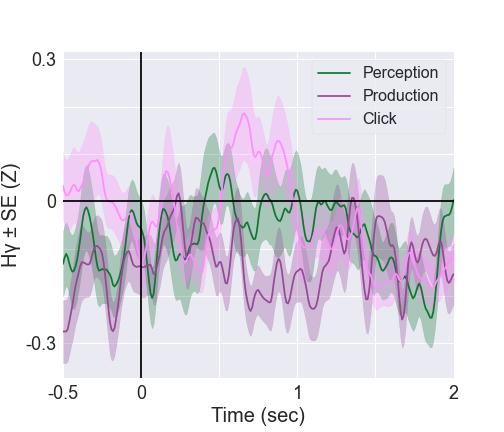 0.3
0
-0.3
Hγ ± SE (Z)
Perception
Production
Click
-0.5
0
1
2
Time (sec)